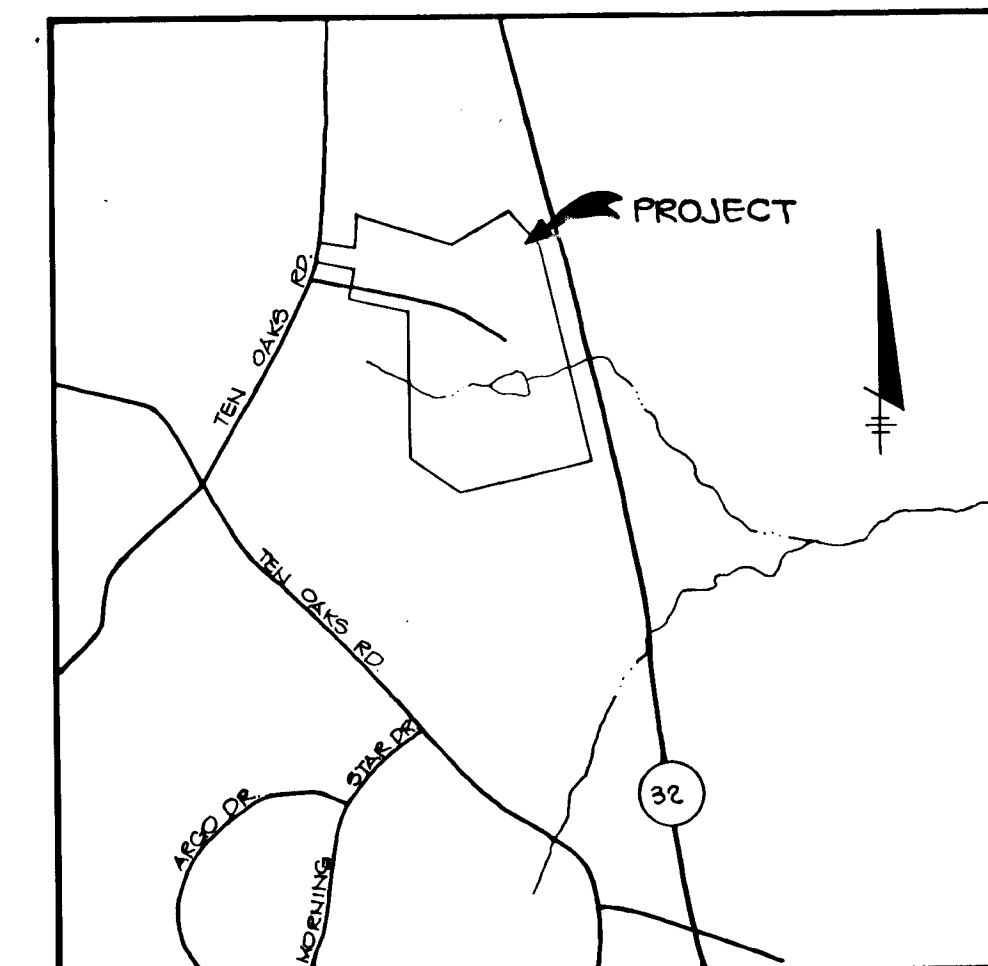 PROJECT
TEN OAKS RD.
TEN OAKS RD.
STAR DR.
32
ARGO DR.
MORNING